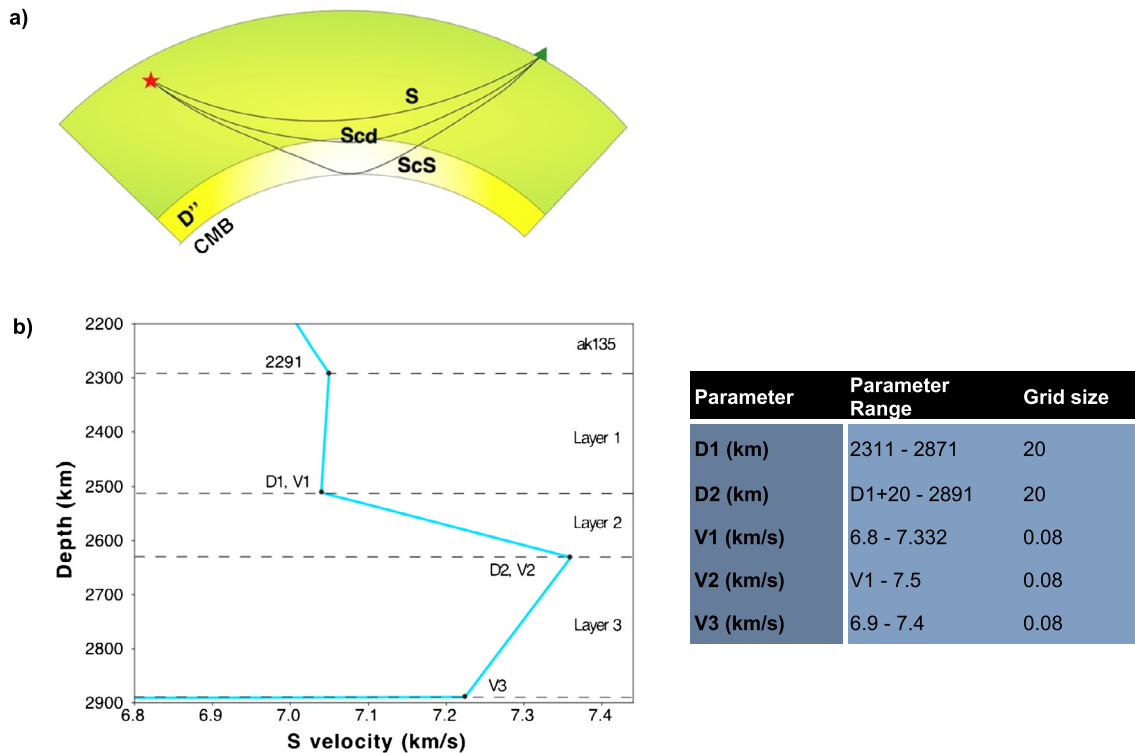 a)
S
Scd
ScS
D”
CMB
b)
Depth (km)
2200
2300
2400
2500
2600
2700
2800
2900
ak135
2291
Layer 1
D1, V1
Layer 2
D2, V2
Layer 3
V3
6.8 6.9 7.0 7.1 7.2 7.3 7.4
S velocity (km/s)
Parameter Parameter Range Grid size
D1 (km) 2311 - 2871 20
D2 (km) D1+20 - 2891 20
V1 (km/s) 6.8 - 7.332 0.08
V2 (km/s) V1 - 7.5 0.08
V3 (km/s) 6.9 - 7.4 0.08